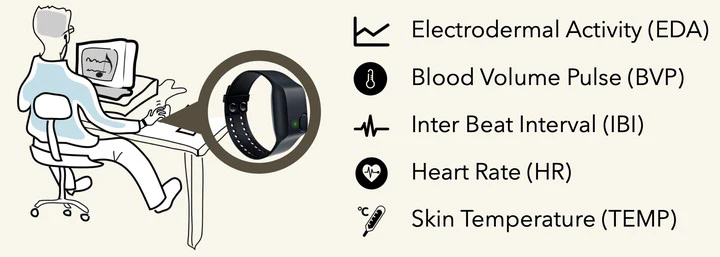 Electrodermal Activity (EDA)
Blood Volume Pulse (BVP)
Inter Beat Interval (IBI)
Heart Rate (HR)
°C
Skin Temperature (TEMP)